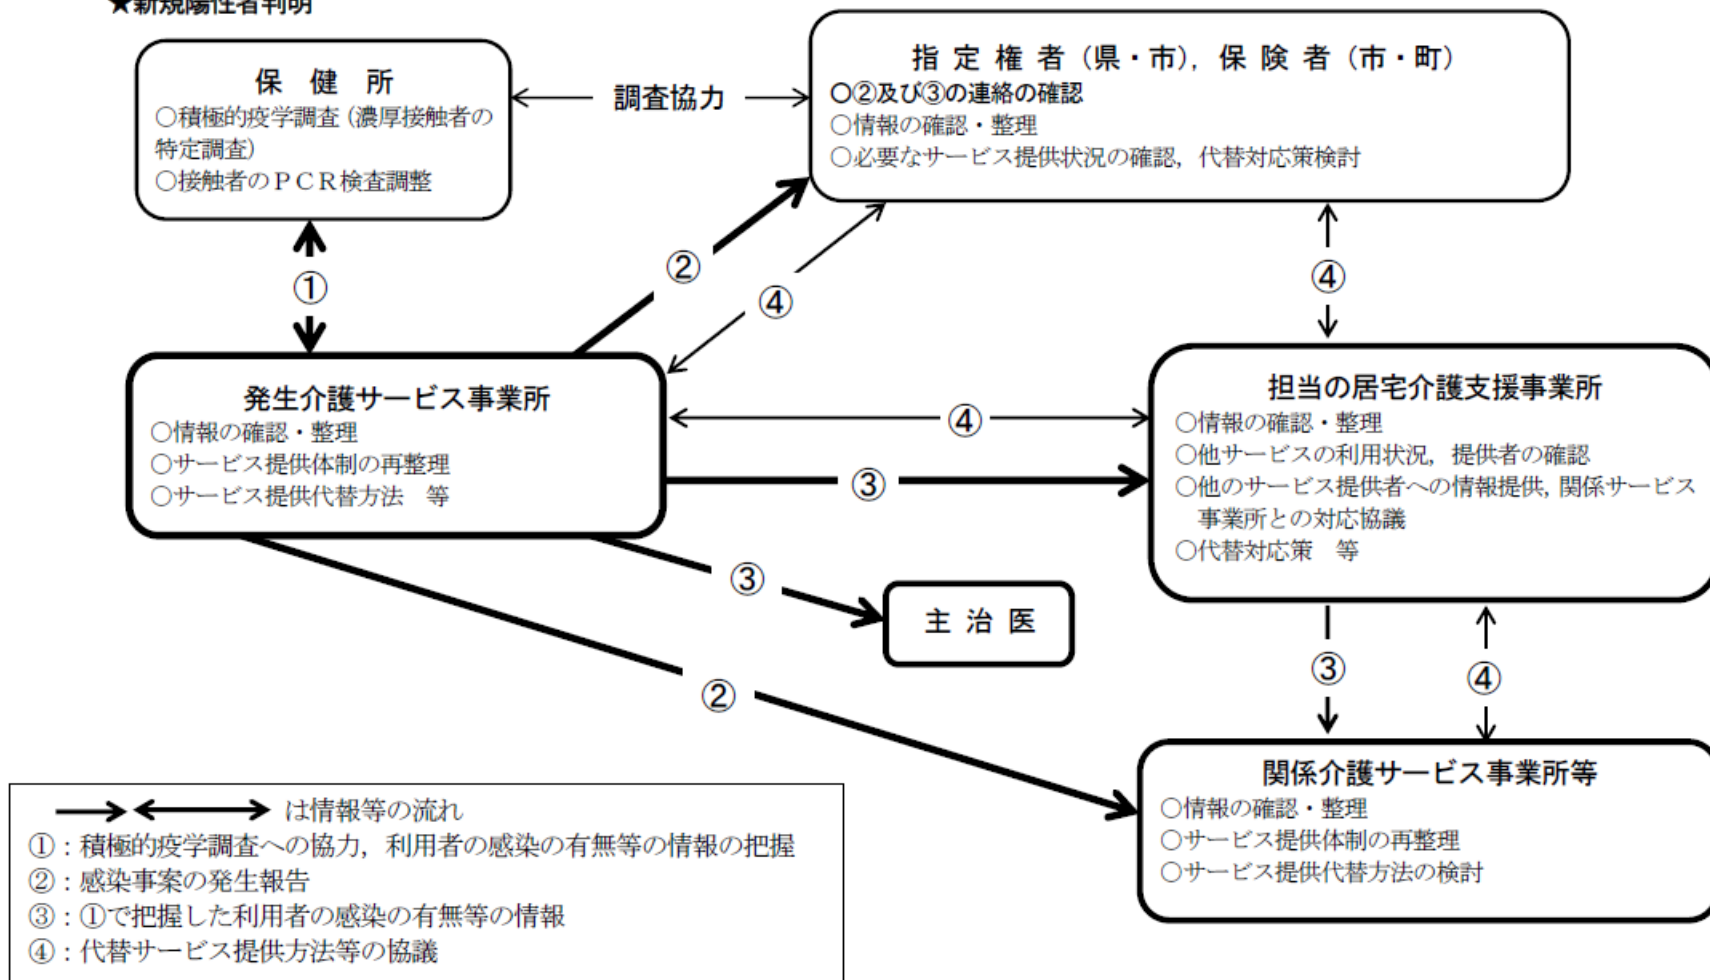 ★新規陽性者判明
保健所
○積極的疫学調査（濃厚接触者の
特定調査）
○接触者のＰＣＲ検査調整
調査協力
指定権者（県・市），保険者（市・町）
○②及び③の連絡の確認
○情報の確認・整理
○必要なサービス提供状況の確認，代替対応策検討
①
②
④
④
発生介護サービス事業所
○情報の確認・整理
○サービス提供体制の再整理
○サービス提供代替方法　等
④
③
担当の居宅介護支援事業所
○情報の確認・整理
○他サービスの利用状況，提供者の確認
○他のサービス提供者への情報提供，関係サービス
事業所との対応協議
○代替対応策　等
③
主治医
②
③
④
関係介護サービス事業所等
○情報の確認・整理
○サービス提供体制の再整理
○サービス提供代替方法の検討
は情報等の流れ
①：積極的疫学調査への協力，利用者の感染の有無等の情報の把握
②：感染事案の発生報告
③：①で把握した利用者の感染の有無等の情報
④：代替サービス提供方法等の協議